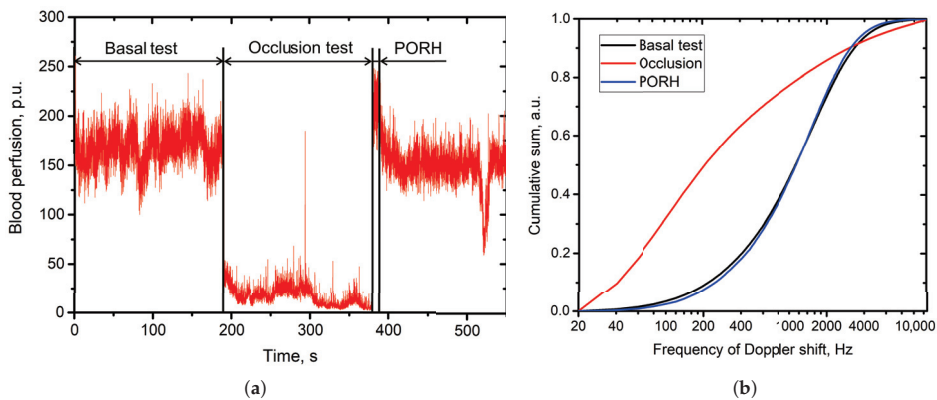 300
250
200
150
100
50
0
Blood perfusion, p.u.
Basal test
Occlusion test
PORH
0 100 200 300 400 500
Time, s
(a)
1.0
0.8
0.6
0.4
0.2
0.0
Cumulative sum, a.u.
Basal test
Occlusion
PORH
20 40 100 200 400 1000 2000 4000 10,000
Frequency of Doppler shift, Hz
(b)